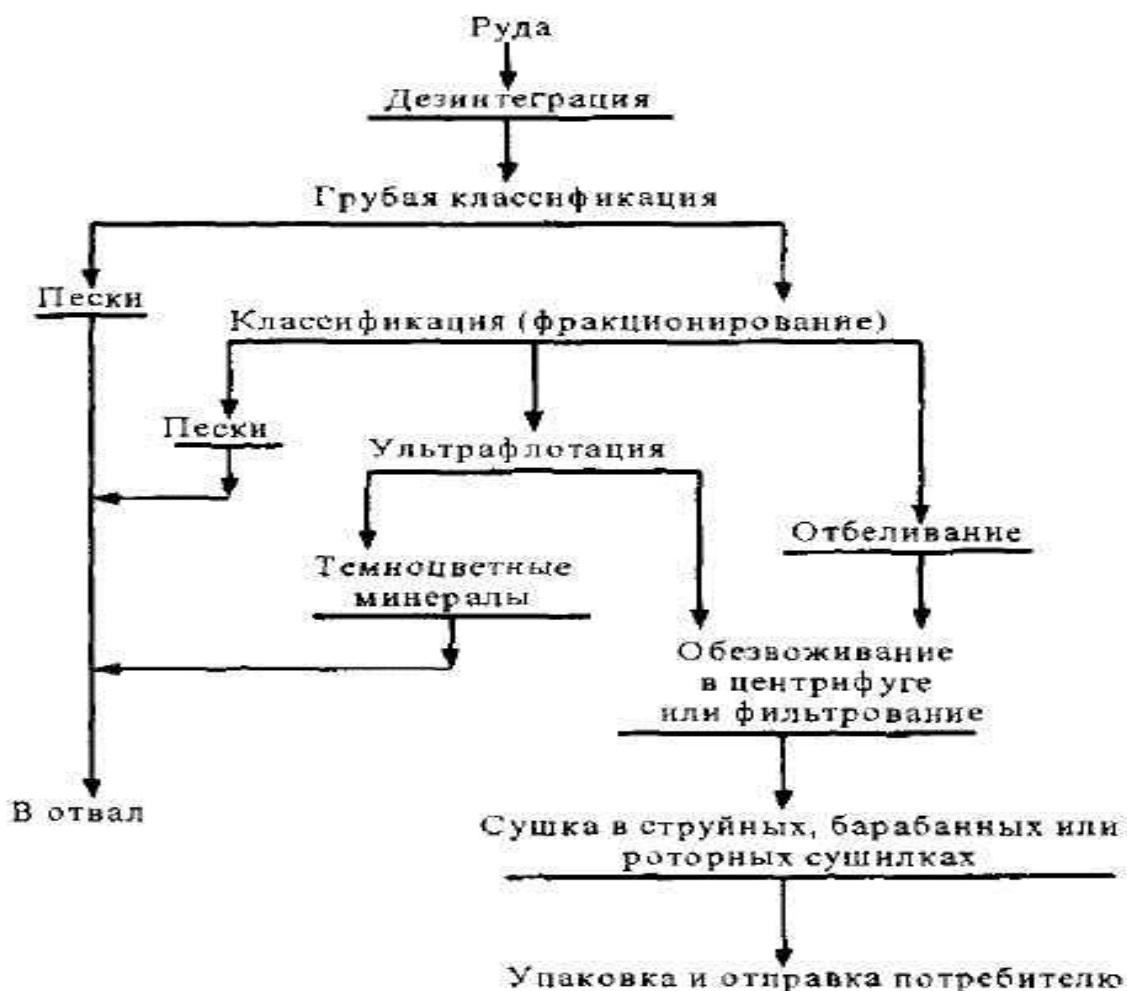 Руда
Дезинтеграция
Грубая классификация
Пески
Классификация (фракционирование)
Пески
Ультрафлотация
Отбеливание
Темноцветные
минералы
Обезвоживание
в центрифуге
или фильтрование
В отвал
Сушка в струйных, барабанных или
роторных сушилках
Упаковка и отправка потребителю